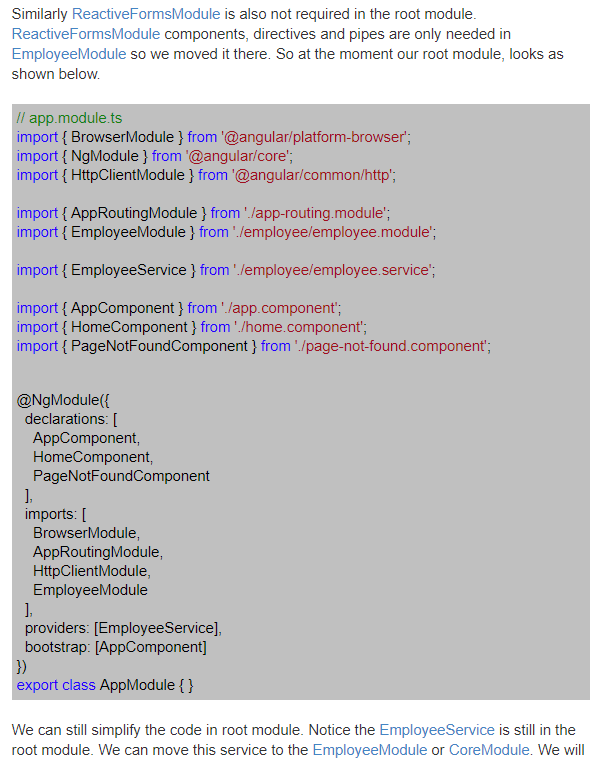 Similarly ReactiveFormsModule is also not required in the root module.
ReactiveFormsModule components, directives and pipes are only needed in
EmployeeModule so we moved it there. So at the moment our root module, looks as
shown below.
// app.module.ts
import { BrowserModule } from '@angular/platform-browser';
import { NgModule } from '@angular/core';
import { HttpClientModule } from '@angular/common/http';
import { AppRoutingModule } from './app-routing.module';
import { EmployeeModule } from './employee/employee.module';
import { EmployeeService } from './employee/employee.service';
import { AppComponent } from './app.component';
import { HomeComponent } from './home.component';
import { PageNotFoundComponent } from './page-not-found.component';
@NgModule({
  declarations: [
    AppComponent,
    HomeComponent,
    PageNotFoundComponent
  ],
  imports: [
    BrowserModule,
    AppRoutingModule,
    HttpClientModule,
    EmployeeModule
  ],
  providers: [EmployeeService],
  bootstrap: [AppComponent]
})
export class AppModule { }
We can still simplify the code in root module. Notice the EmployeeService is still in the
root module. We can move this service to the EmployeeModule or CoreModule. We will